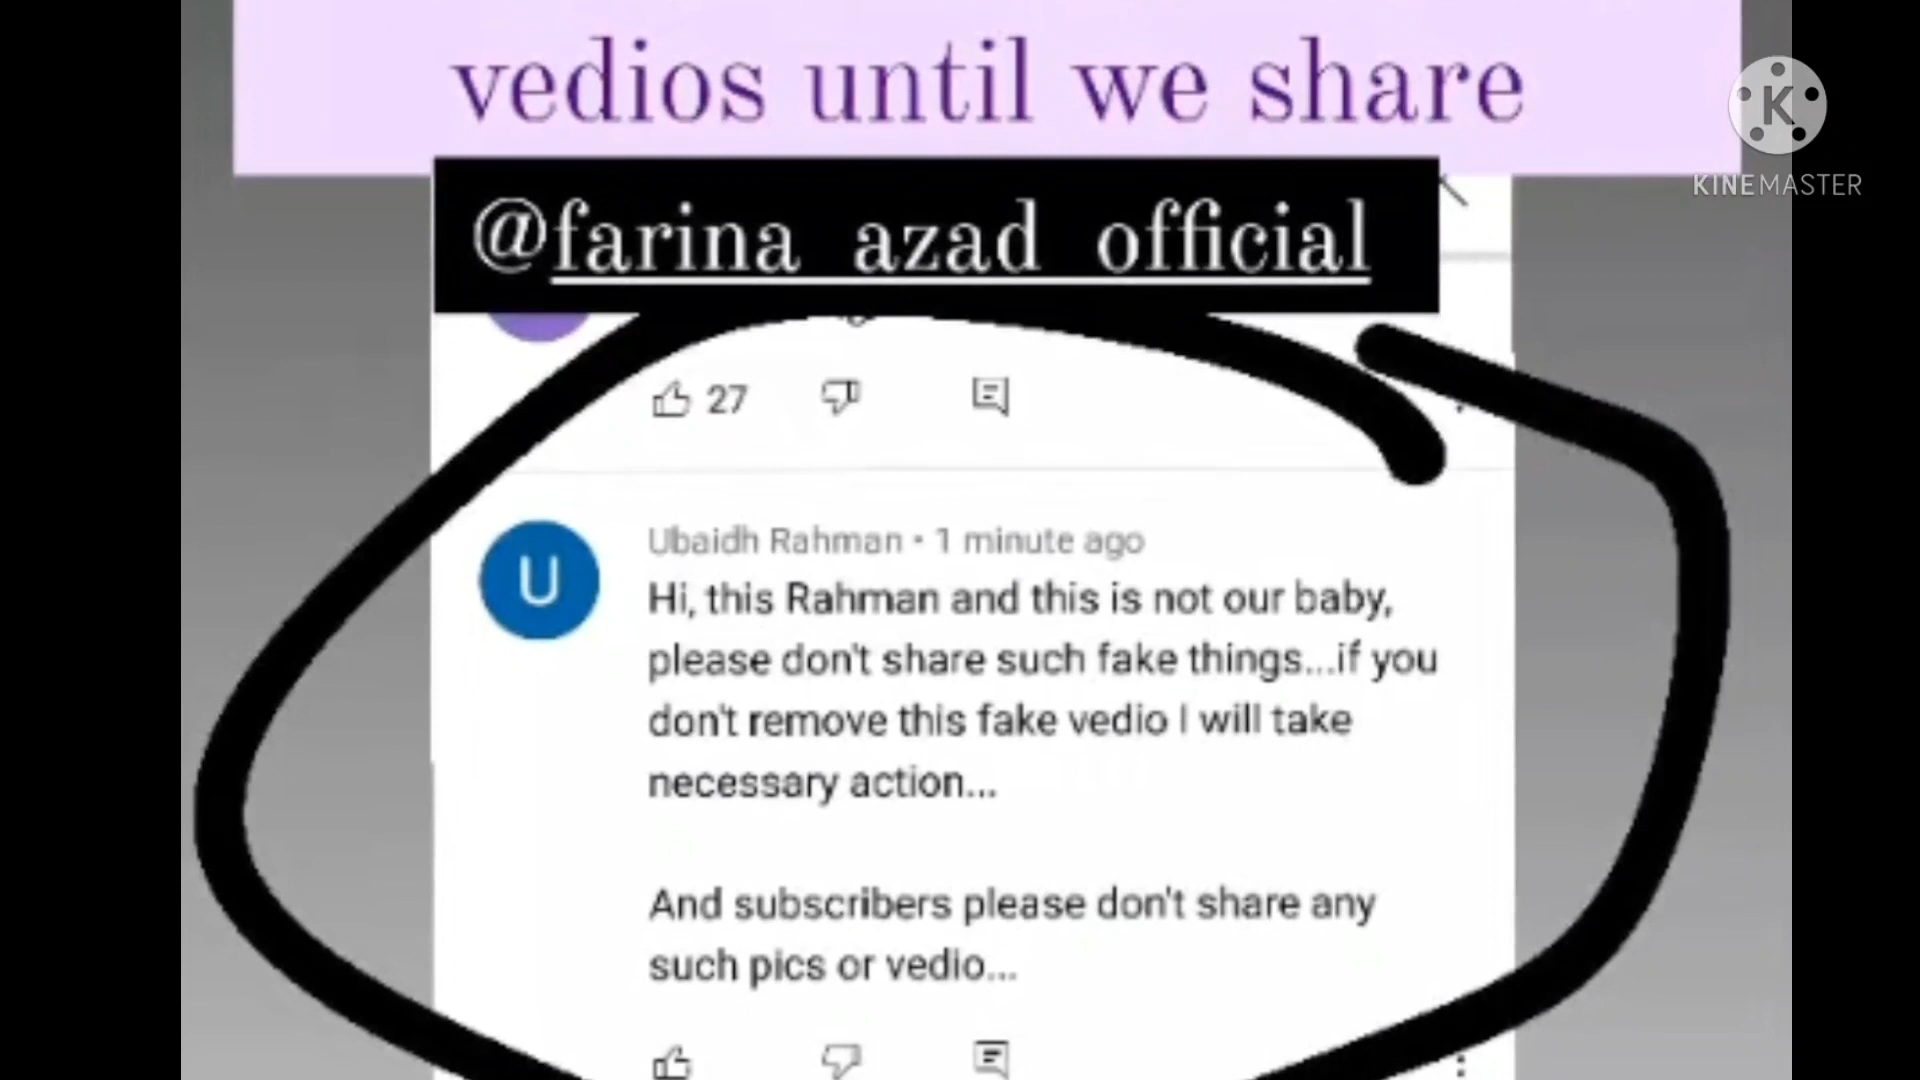 vedios until we share
KINEMASTER
@farina_azad_official
27
Ubaidh Rahman • 1 minute ago
Hi, this Rahman and this is not our baby,
please don't share such fake things...if you
don't remove this fake vedio I will take
necessary action...
And subscribers please don't share any
such pics or vedio...
U
K